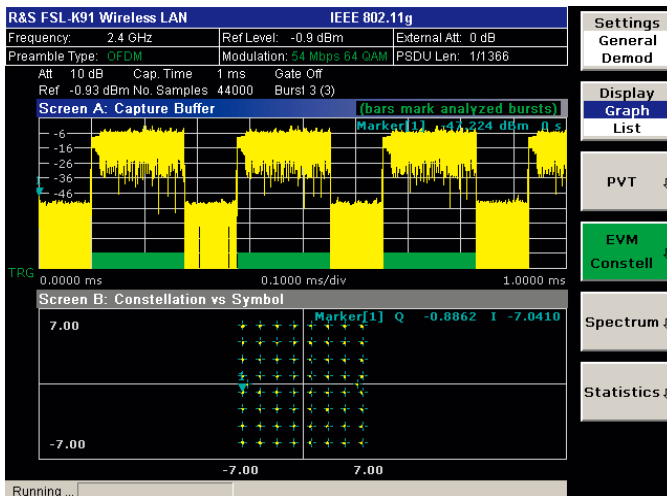 R&S FSL-K91 Wireless LAN IEEE 802.11g
Frequency: 2.4 GHz Ref Level: -0.9 dBm External Att: 0 dB
Preamble Type: OFDM Modulation: 54 Mbps 64 QAM PSDU Len: 1/1366
Att 10 dB Cap. Time 1 ms Gate Off
Ref -0.93 dBm No. Samples 44000 Burst 3 (3)
Screen A: Capture Buffer (bars mark analyzed bursts)
Marker[1] -47.224 dBm 0 s
-6
-16
-26
-36
-46
TRG
0.0000 ms 0.1000 ms/div 1.0000 ms
Screen B: Constellation vs Symbol
Marker[1] Q -0.8862 I -7.0410
7.00
-7.00
-7.00 7.00
Running ...
Settings
General
Demod
Display
Graph
List
PVT
EVM
Constell
Spectrum
Statistics